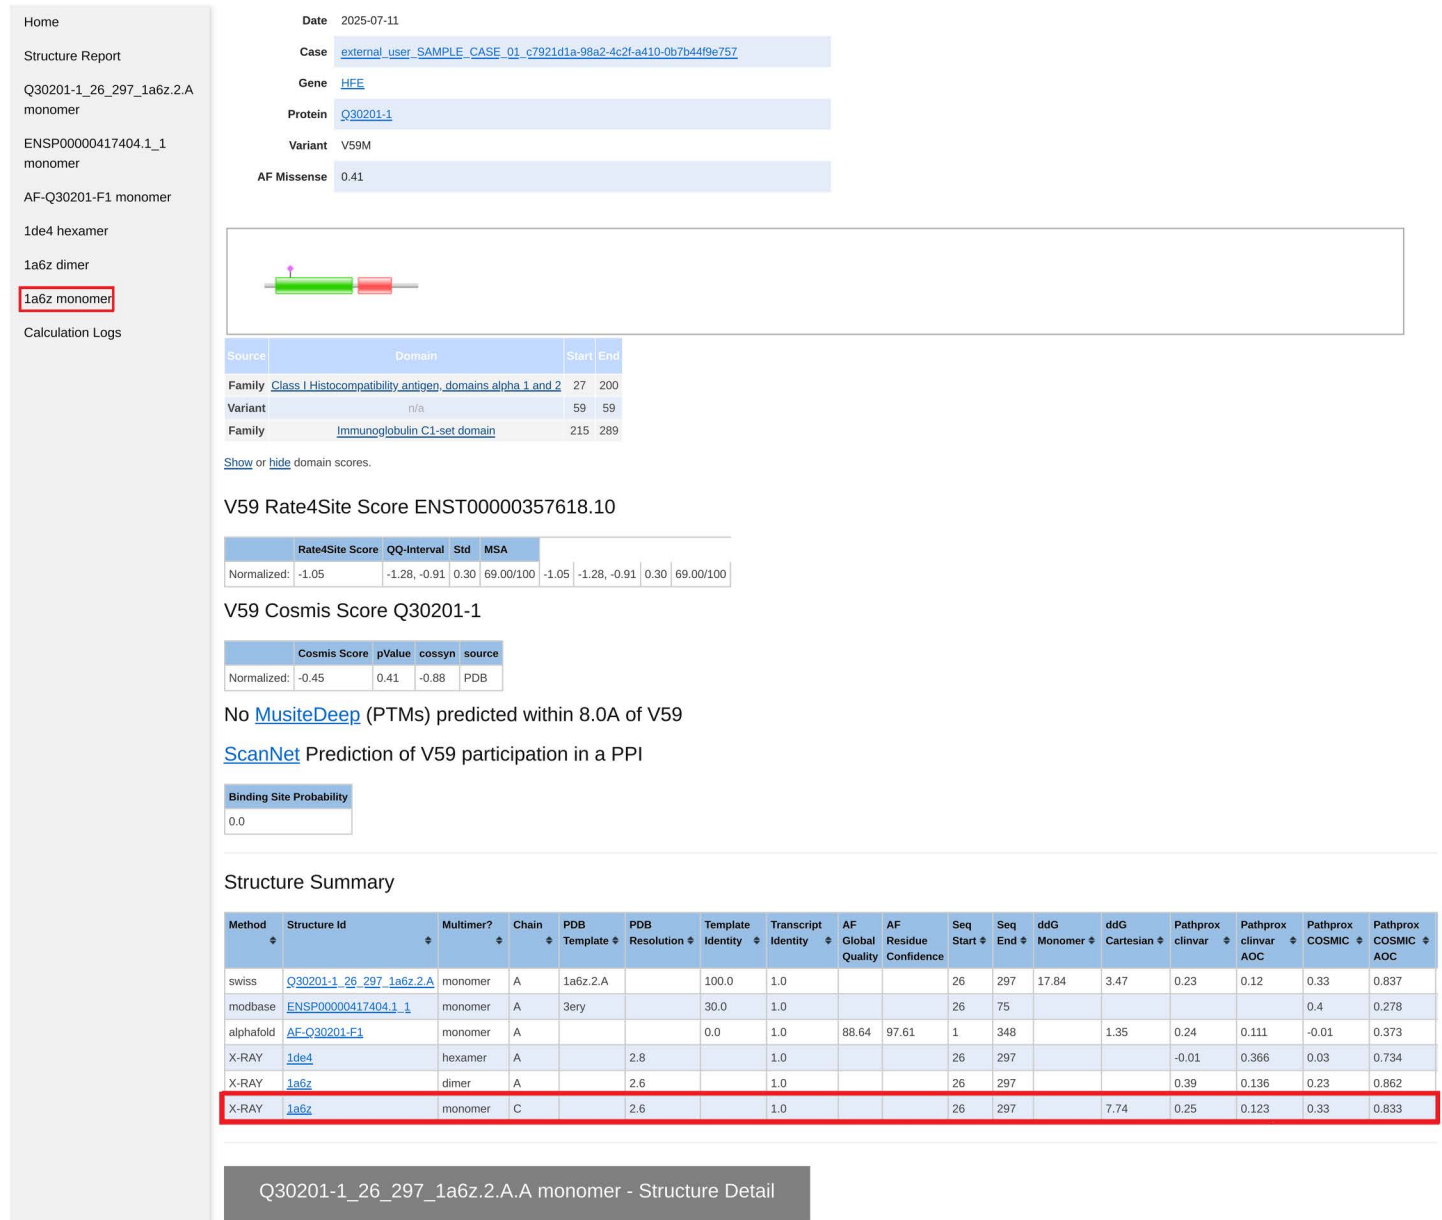 Home
Structure Report
Q30201-1_26_297_1a6z.2.A
monomer
ENSP00000417404.1_1
monomer
AF-Q30201-F1 monomer
1de4 hexamer
1a6z dimer
1a6z monomer
Calculation Logs
Date 2025-07-11
Case external_user_SAMPLE_CASE_01_c7921d1a-98a2-4c2f-a410-0b7b44f9e757
Gene HFE
Protein Q30201-1
Variant V59M
AF Missense 0.41
Source Domain Start End
Family Class I Histocompatibility antigen, domains alpha 1 and 2 27 200
Variant n/a 59 59
Family Immunoglobulin C1-set domain 215 289
Show or hide domain scores.
V59 Rate4Site Score ENST00000357618.10
Rate4Site Score QQ-Interval Std MSA
Normalized: -1.05 -1.28, -0.91 0.30 69.00/100 -1.05 -1.28, -0.91 0.30 69.00/100
V59 Cosmis Score Q30201-1
Cosmis Score pValue cossyn source
Normalized: -0.45 0.41 -0.88 PDB
No MusiteDeep (PTMs) predicted within 8.0A of V59
ScanNet Prediction of V59 participation in a PPI
Binding Site Probability
0.0
Structure Summary
Method Structure Id Multimer? Chain PDB PDB Template Transcript AF AF Seq Seq ddG ddG Pathprox Pathprox Pathprox Pathprox
Template Resolution Identity Identity Global Residue Start End Monomer Cartesian clinvar clinvar COSMIC COSMIC
Quality Confidence AOC AOC
swiss Q30201-1_26_297_1a6z.2.A monomer A 1a6z.2.A 100.0 1.0 26 297 17.84 3.47 0.23 0.12 0.33 0.837
modbase ENSP00000417404.1_1 monomer A 3ery 30.0 1.0 26 75 0.4 0.278
alphafold AF-Q30201-F1 monomer A 0.0 1.0 88.64 97.61 1 348 1.35 0.24 0.111 -0.01 0.373
X-RAY 1de4 hexamer A 2.8 1.0 26 297 -0.01 0.366 0.03 0.734
X-RAY 1a6z dimer A 2.6 1.0 26 297 0.39 0.136 0.23 0.862
X-RAY 1a6z monomer C 2.6 1.0 26 297 7.74 0.25 0.123 0.33 0.833
Q30201-1_26_297_1a6z.2.A.A monomer - Structure Detail